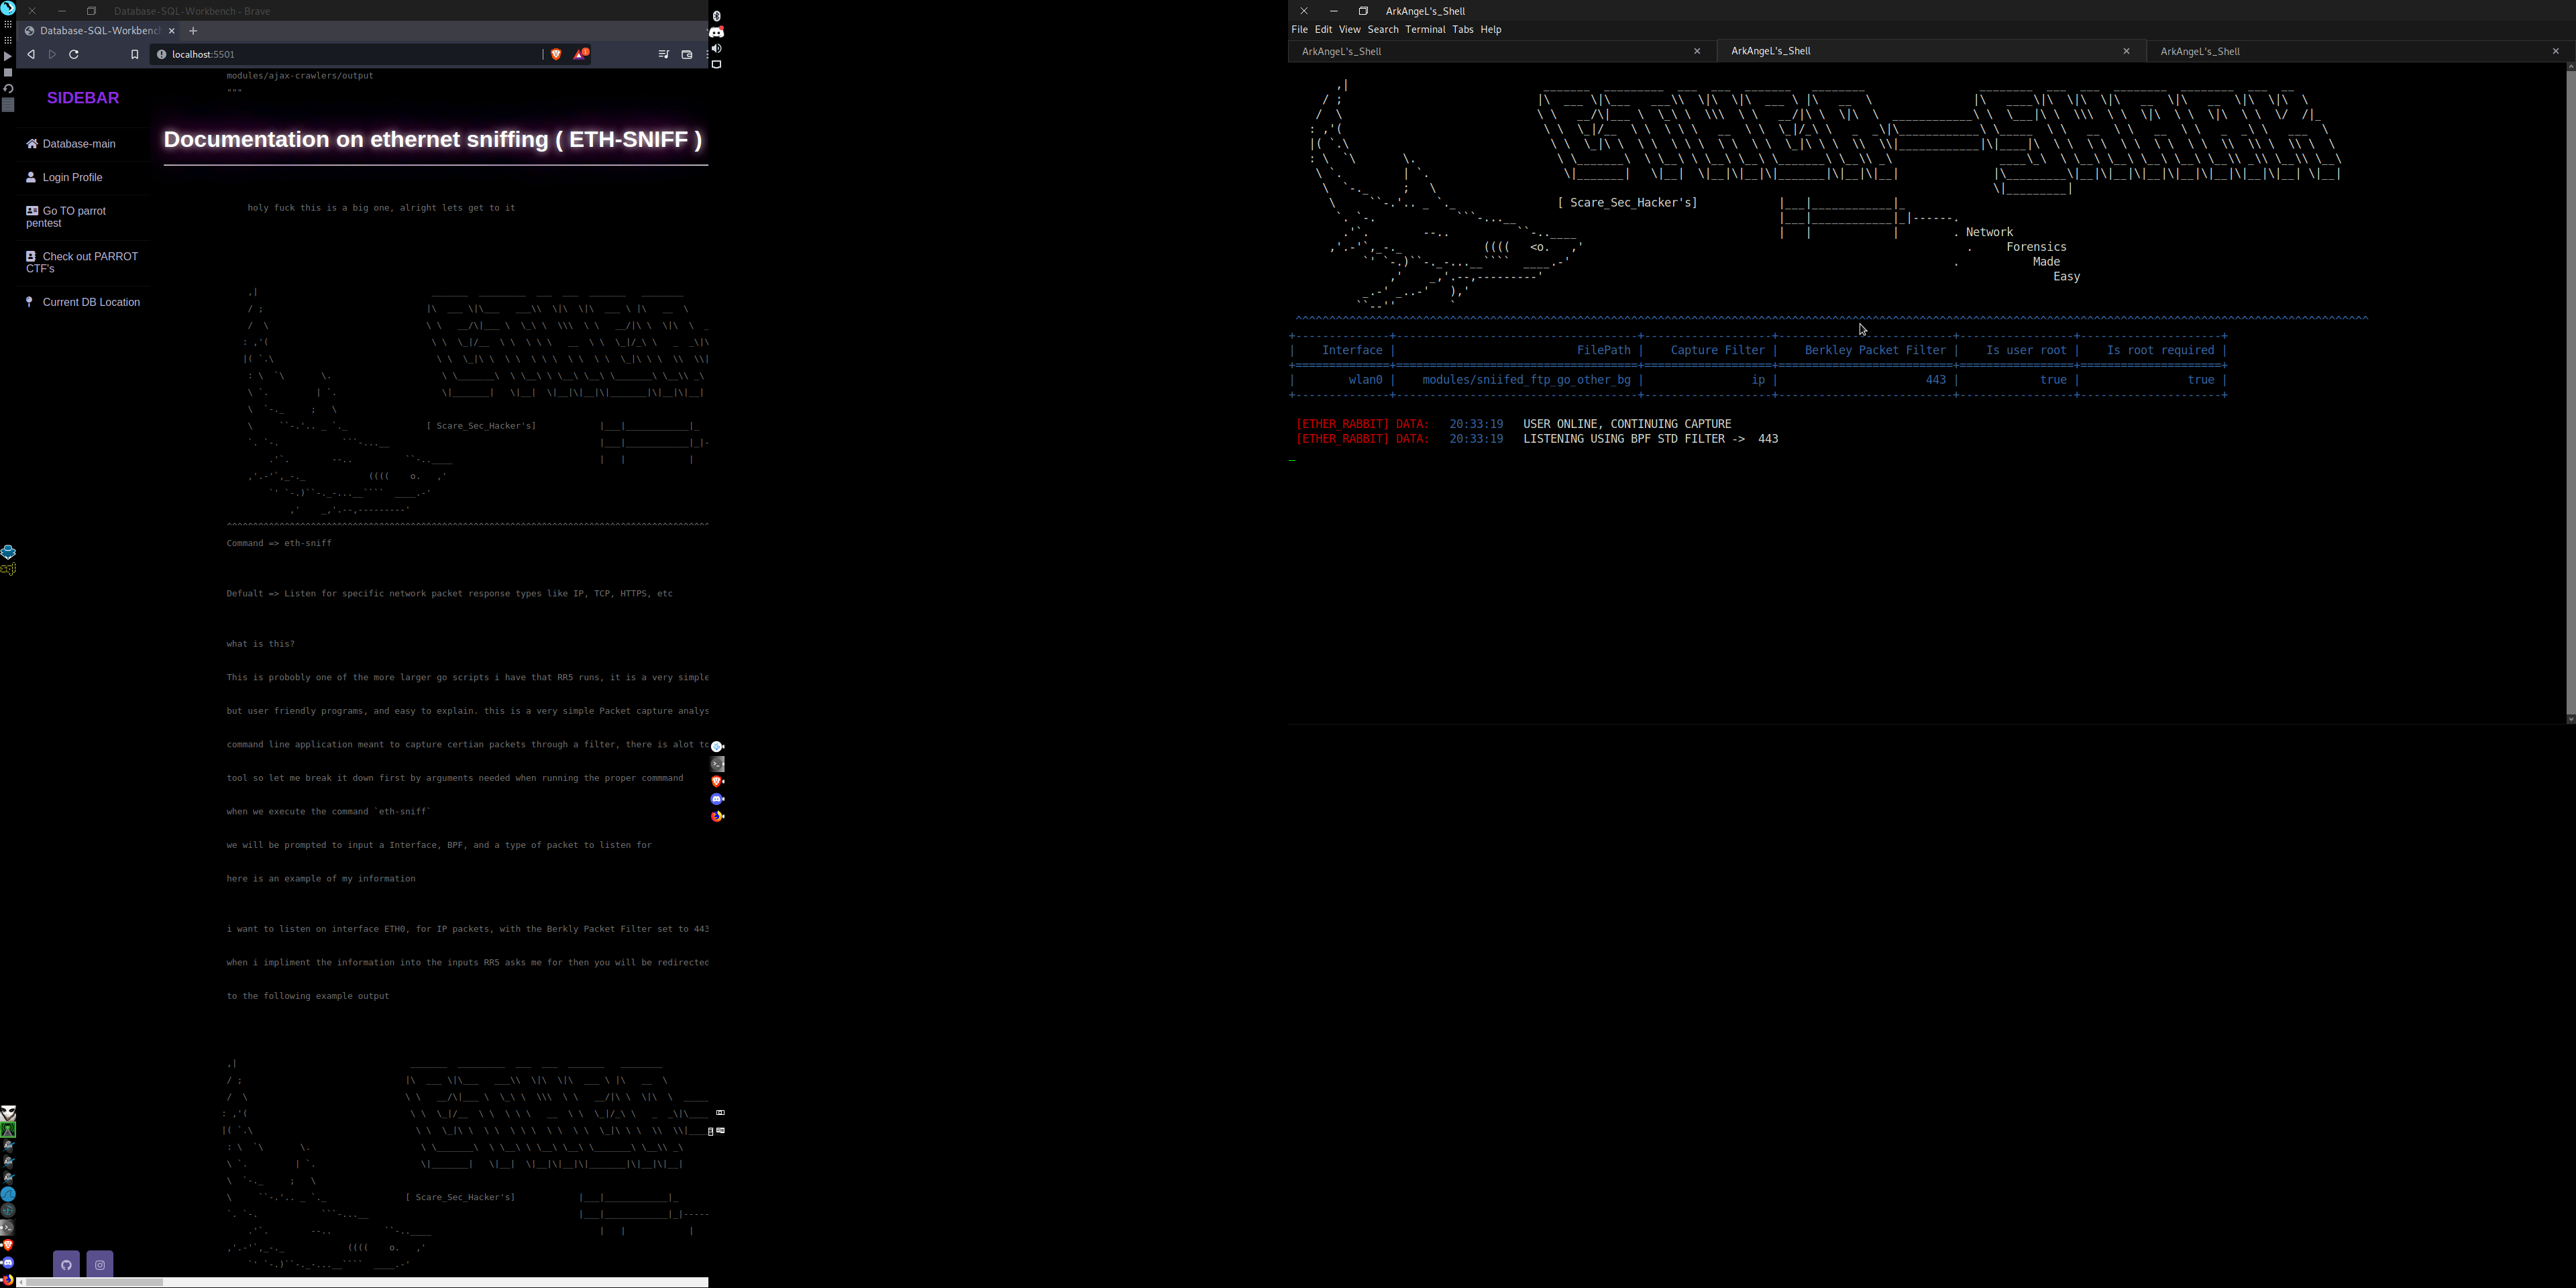 Database-SQL-Workbench - Brave
Database-SQL-Workbench
localhost:5501
modules/ajax-crawlers/output
"""
SIDEBAR
Database-main
Login Profile
Go TO parrot
pentest
Check out PARROT
CTF's
Current DB Location
Documentation on ethernet sniffing ( ETH-SNIFF )
holy fuck this is a big one, alright lets get to it
[ Scare_Sec_Hacker's]
Command => eth-sniff
Defualt => Listen for specific network packet response types like IP, TCP, HTTPS, etc
what is this?
This is probobly one of the more larger go scripts i have that RR5 runs, it is a very simple
but user friendly programs, and easy to explain. this is a very simple Packet capture analys
command line application meant to capture certian packets through a filter, there is alot to
tool so let me break it down first by arguments needed when running the proper commmand
when we execute the command `eth-sniff`
we will be prompted to input a Interface, BPF, and a type of packet to listen for
here is an example of my information
i want to listen on interface ETH0, for IP packets, with the Berkly Packet Filter set to 443
when i impliment the information into the inputs RR5 asks me for then you will be redirected
to the following example output
[ Scare_Sec_Hacker's]
ArkAngeL's_Shell
File Edit View Search Terminal Tabs Help
ArkAngeL's_Shell
ArkAngeL's_Shell
ArkAngeL's_Shell
[ Scare_Sec_Hacker's]
. Network
. Forensics
. Made
Easy
| Interface | FilePath | Capture Filter | Berkley Packet Filter | Is user root | Is root required |
| wlan0 | modules/sniifed_ftp_go_other_bg | ip | 443 | true | true |
[ETHER_RABBIT] DATA: 20:33:19 USER ONLINE, CONTINUING CAPTURE
[ETHER_RABBIT] DATA: 20:33:19 LISTENING USING BPF STD FILTER -> 443